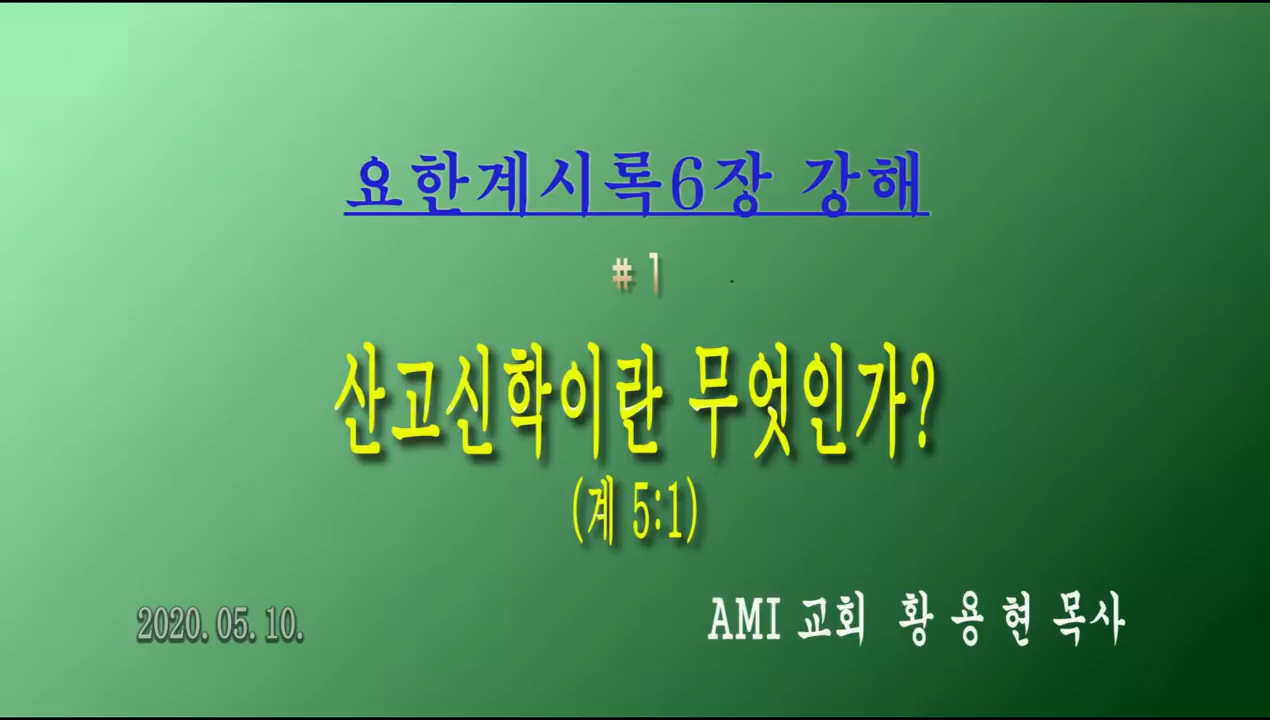 요한계시록6장 강해
#1
산고신학이란 무엇인가?
(계 5:1)
2020.05.10.
AMI 교회 황용현 목사